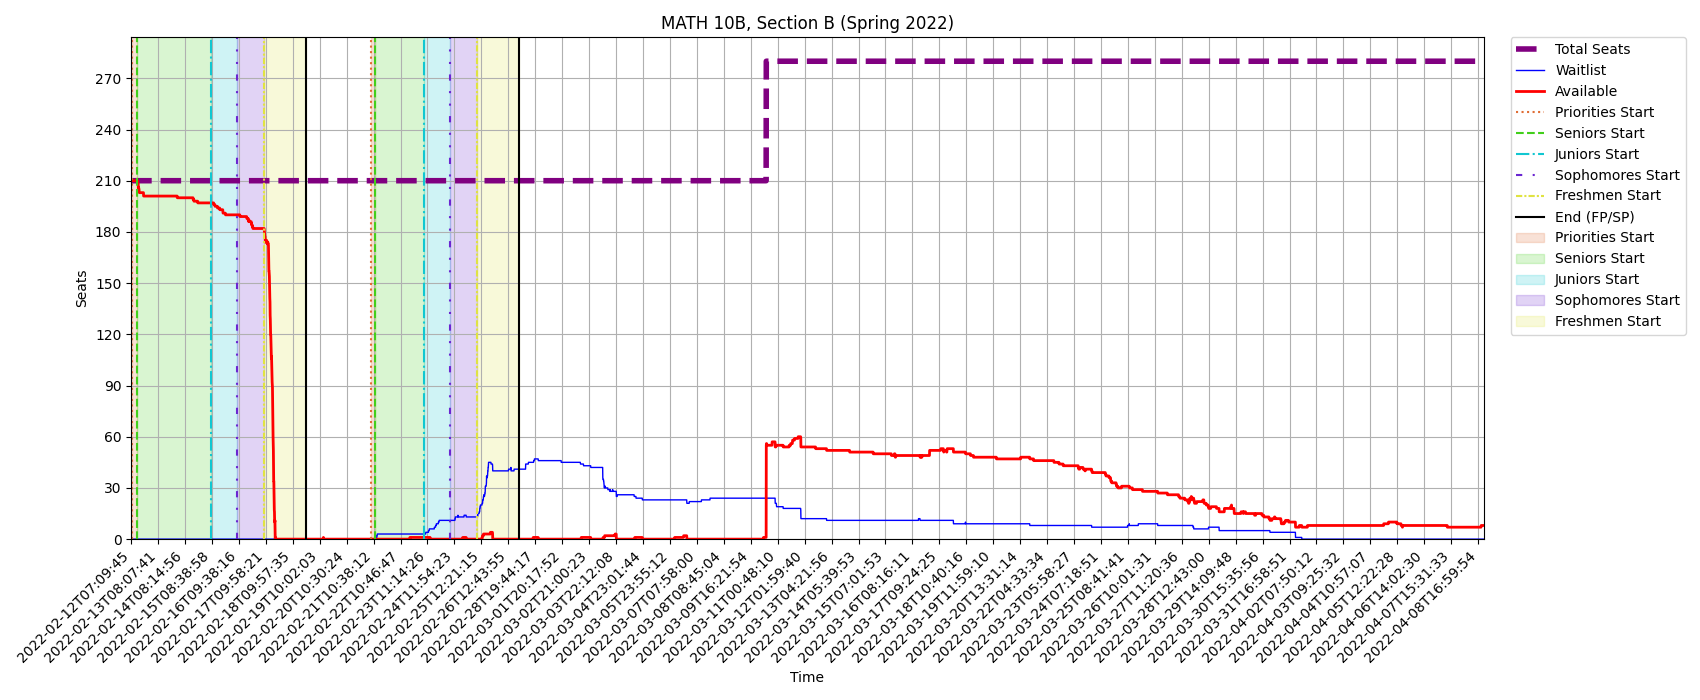 MATH 10B, Section B (Spring 2022)
Total Seats
Waitlist
Available
Priorities Start
Seniors Start
Juniors Start
Sophomores Start
Freshmen Start
End (FP/SP)
Priorities Start
Seniors Start
Juniors Start
Sophomores Start
Freshmen Start
Seats
270
240
210
180
150
120
90
60
30
0
2022-02-12T07:09:45
2022-02-13T08:07:41
2022-02-14T08:14:56
2022-02-15T08:38:58
2022-02-16T09:38:16
2022-02-17T09:58:21
2022-02-18T09:57:35
2022-02-19T10:02:03
2022-02-20T10:30:24
2022-02-21T10:38:12
2022-02-22T10:46:47
2022-02-23T11:14:26
2022-02-24T11:54:23
2022-02-25T12:21:15
2022-02-26T12:43:55
2022-02-28T19:44:17
2022-03-01T20:17:52
2022-03-02T21:00:23
2022-03-03T22:12:08
2022-03-04T23:01:44
2022-03-05T23:55:12
2022-03-07T07:58:00
2022-03-08T08:45:04
2022-03-09T16:21:54
2022-03-11T00:48:10
2022-03-12T01:59:40
2022-03-13T04:21:56
2022-03-14T05:39:53
2022-03-15T07:01:53
2022-03-16T08:16:11
2022-03-17T09:24:25
2022-03-18T10:40:16
2022-03-19T11:59:10
2022-03-20T13:31:14
2022-03-22T04:33:34
2022-03-23T05:58:27
2022-03-24T07:18:51
2022-03-25T08:41:41
2022-03-26T10:01:31
2022-03-27T11:20:36
2022-03-28T12:43:00
2022-03-29T14:09:48
2022-03-30T15:35:56
2022-03-31T16:58:51
2022-04-02T07:50:12
2022-04-03T09:25:32
2022-04-04T10:57:07
2022-04-05T12:22:28
2022-04-06T14:02:30
2022-04-07T15:31:33
2022-04-08T16:59:54
Time